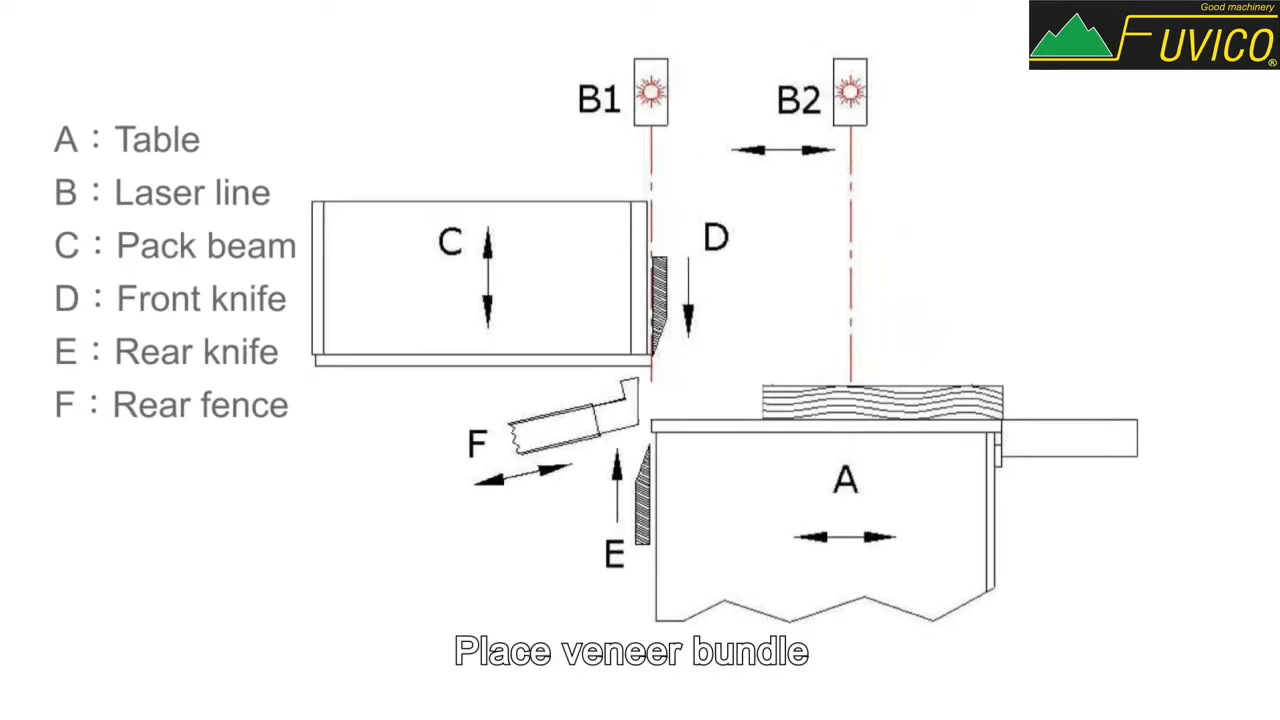 Good machinery
FUVICO®
B1
B2
A：Table
B：Laser line
C：Pack beam
D：Front knife
E：Rear knife
F：Rear fence
C
D
F
E
A
Place veneer bundle